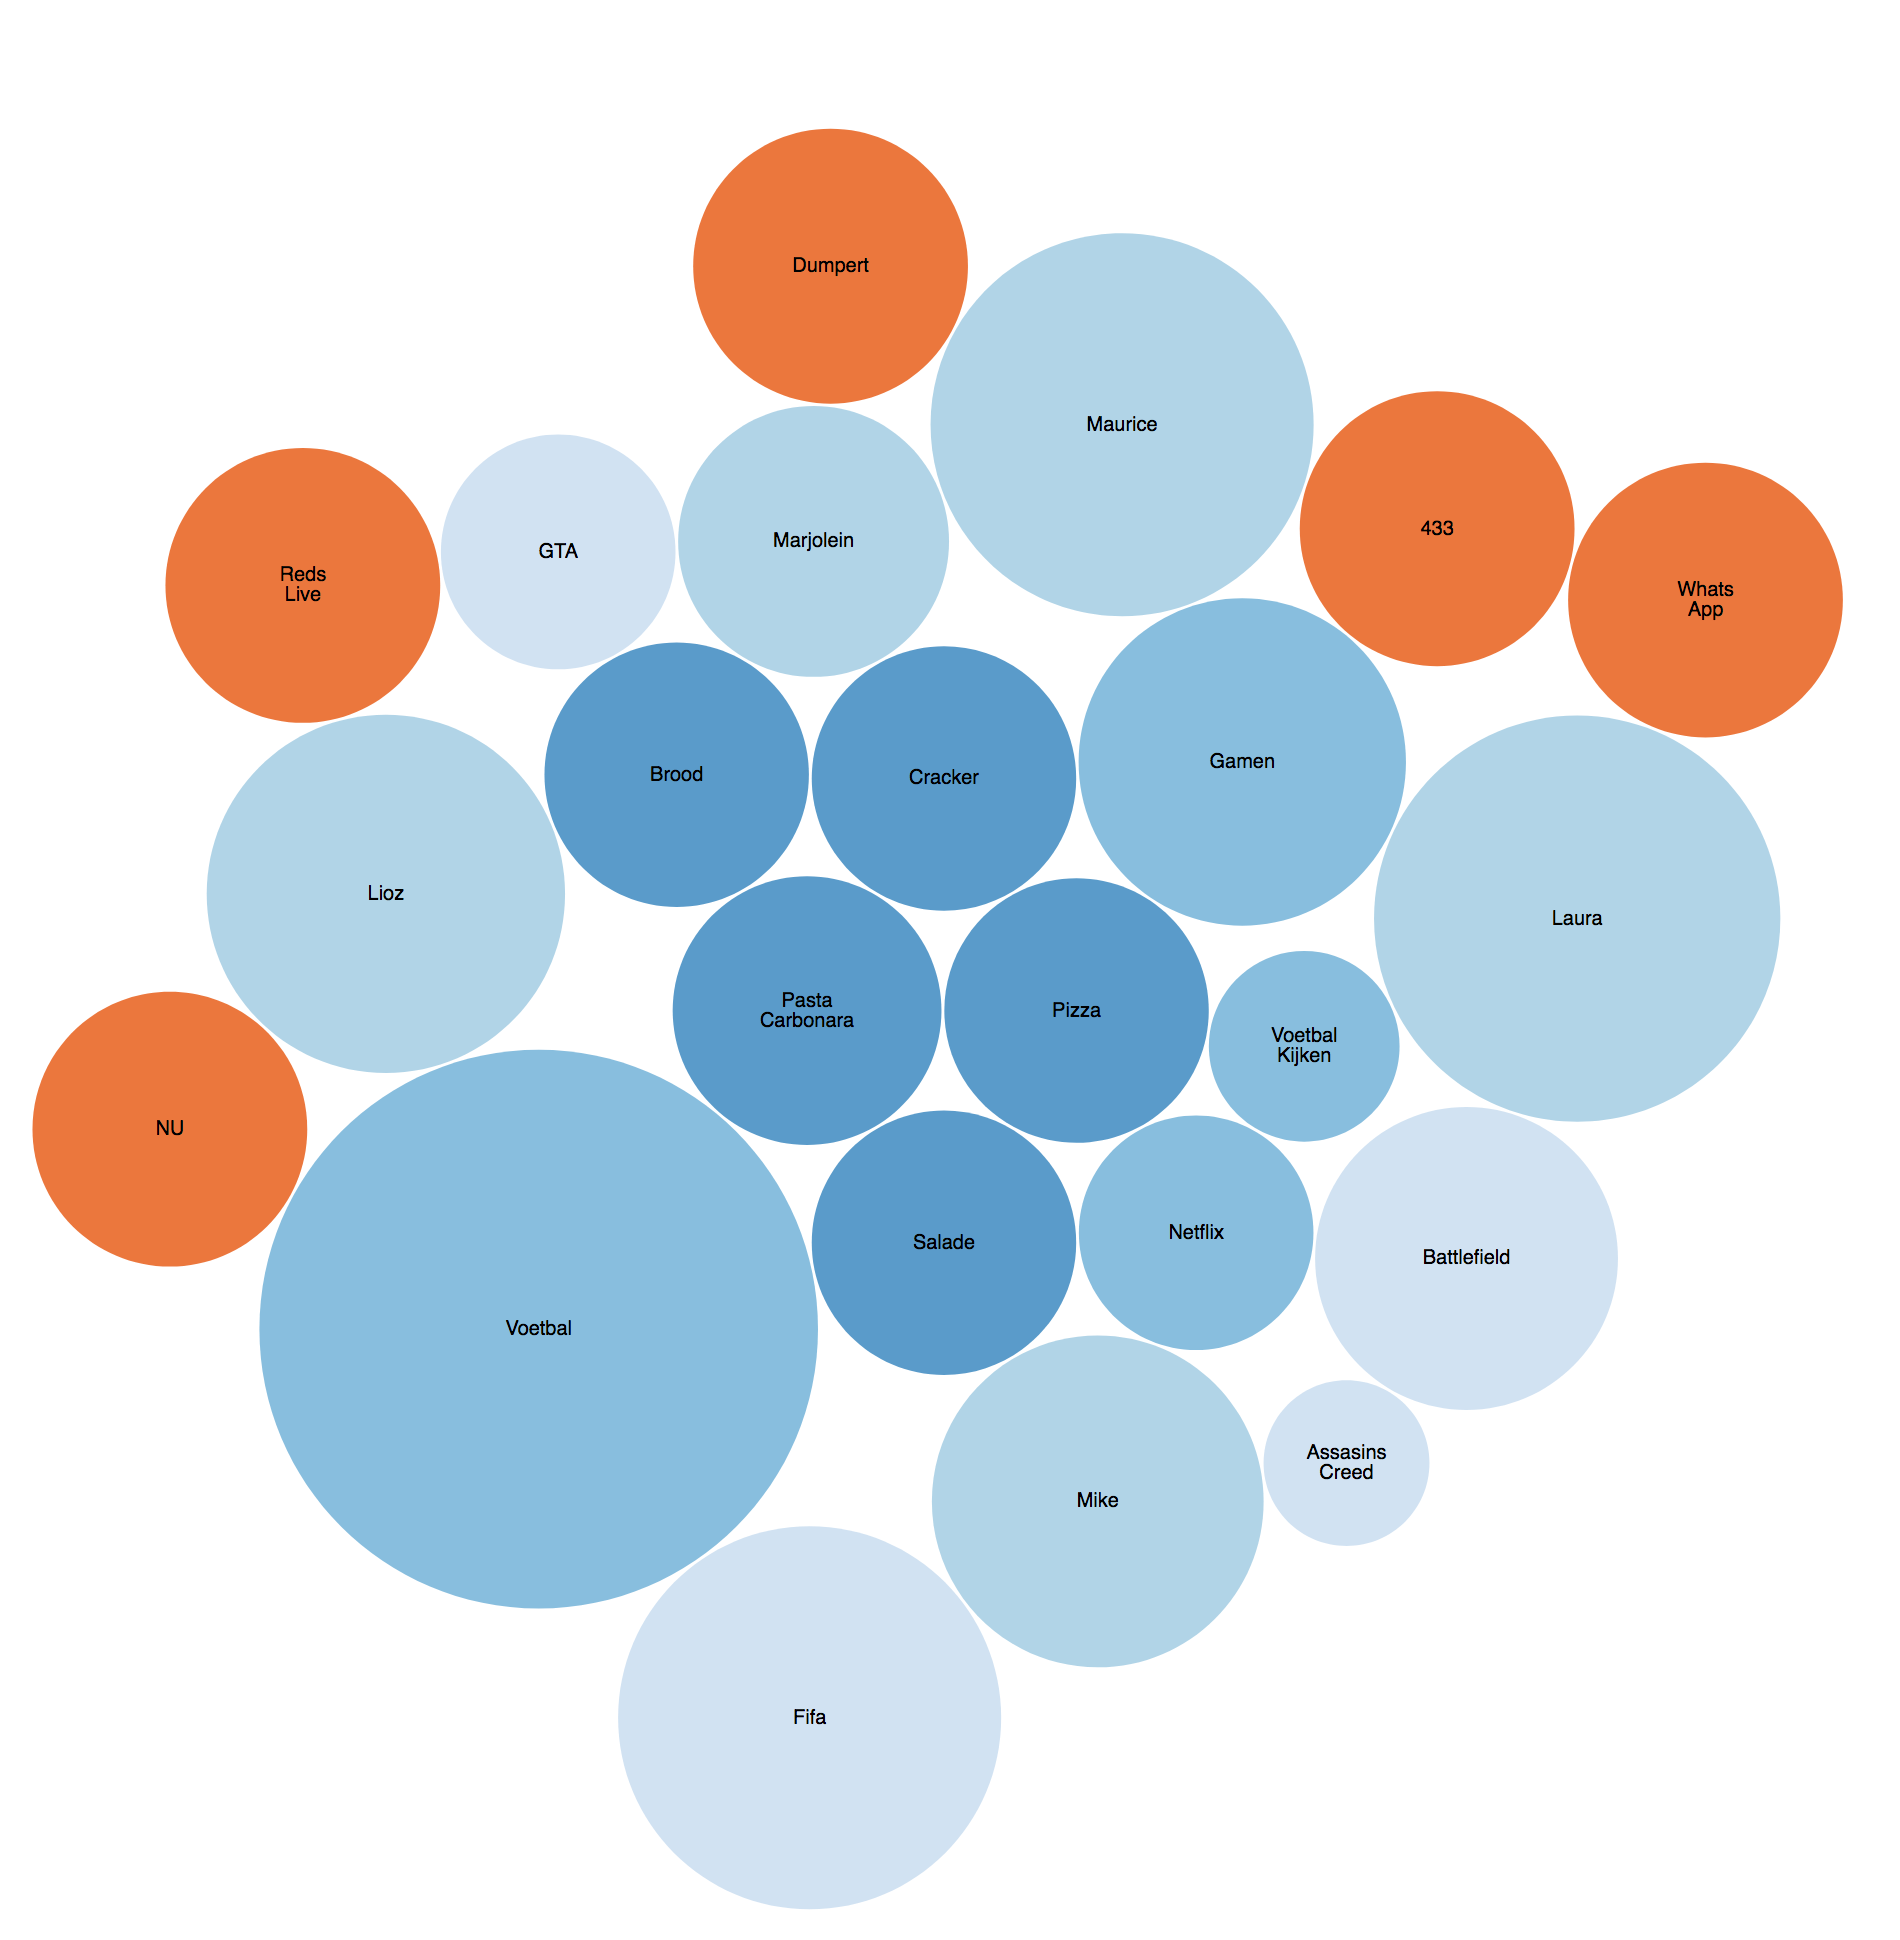 Dumpert
Maurice
433
Marjolein
GTA
Reds
Live
Whats
App
Gamen
Brood
Cracker
Lioz
Laura
Pasta
Carbonara
Pizza
Voetbal
Kijken
NU
Netflix
Salade
Battlefield
Voetbal
Assasins
Creed
Mike
Fifa